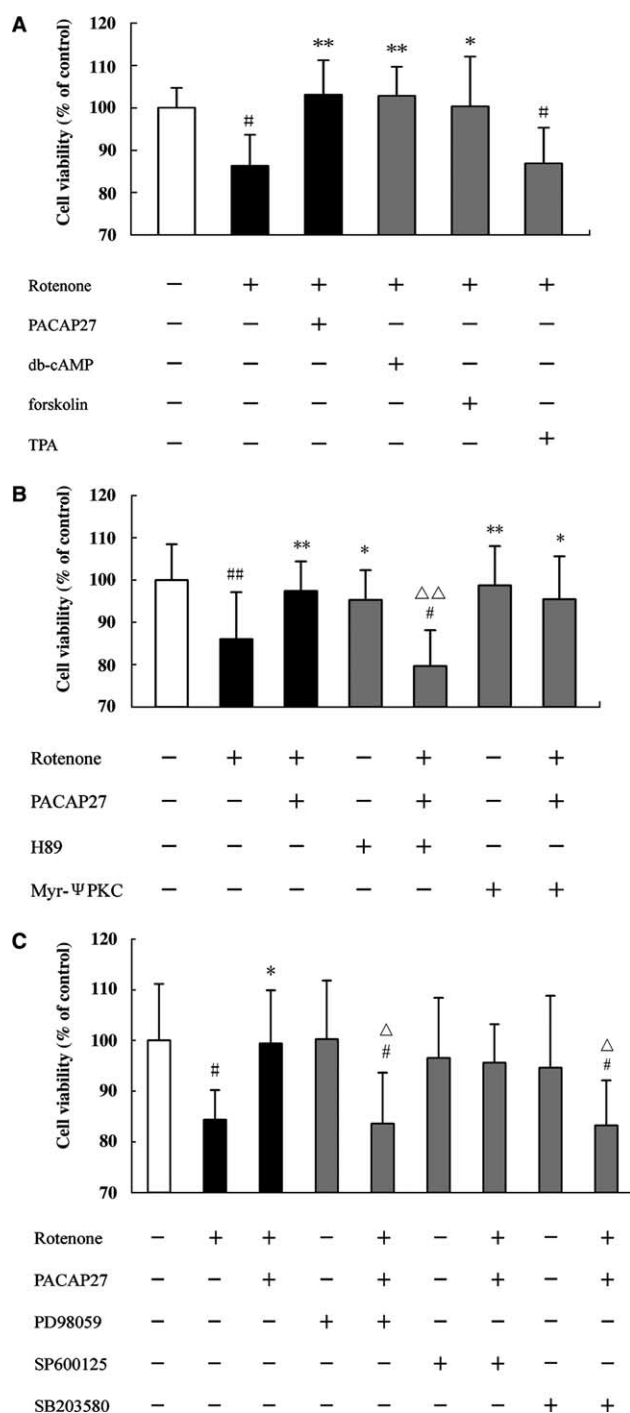 A
Cell viability (% of control)
120
110
100
90
80
70
#
**
**
*
#
Rotenone − + + + + +
PACAP27 − − + − − −
db-cAMP − − − + − −
forskolin − − − − + −
TPA − − − − − +
B
Cell viability (% of control)
120
110
100
90
80
70
##
**
*
△△
#
**
*
Rotenone − + + − + − +
PACAP27 − − + − + − +
H89 − − − + + − −
Myr-ΨPKC − − − − − + +
C
Cell viability (% of control)
120
110
100
90
80
70
#
*
△
#
△
#
Rotenone − + + − + − + − +
PACAP27 − − + − + − + − +
PD98059 − − − + + − − − −
SP600125 − − − − − + + − −
SB203580 − − − − − − − + +